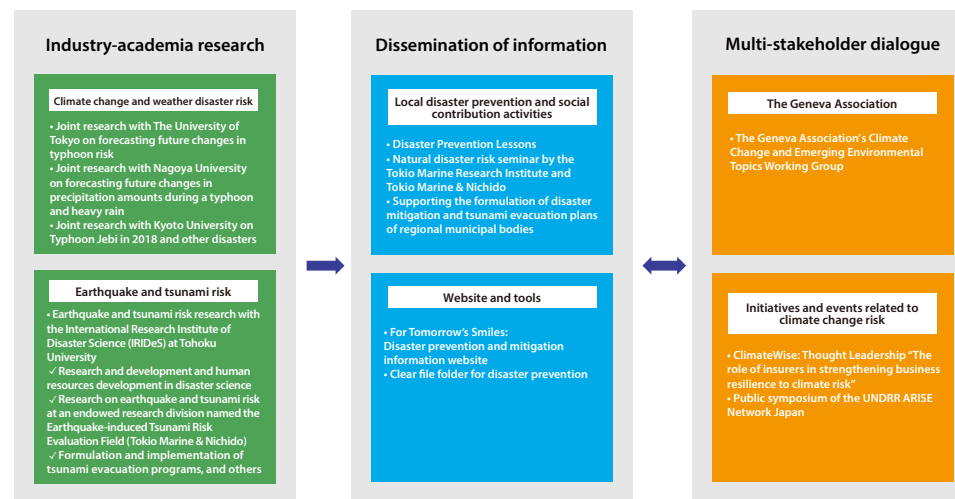 Industry-academia research
Climate change and weather disaster risk
• Joint research with The University of
Tokyo on forecasting future changes in
typhoon risk
• Joint research with Nagoya University
on forecasting future changes in
precipitation amounts during a typhoon
and heavy rain
• Joint research with Kyoto University on
Typhoon Jebi in 2018 and other disasters
Earthquake and tsunami risk
• Earthquake and tsunami risk research with
the International Research Institute of
Disaster Science (IRIDeS) at Tohoku
University
✓Research and development and human
resources development in disaster science
✓Research on earthquake and tsunami risk
at an endowed research division named the
Earthquake-induced Tsunami Risk
Evaluation Field (Tokio Marine & Nichido)
✓Formulation and implementation of
tsunami evacuation programs, and others
Dissemination of information
Local disaster prevention and social
contribution activities
• Disaster Prevention Lessons
• Natural disaster risk seminar by the
Tokio Marine Research Institute and
Tokio Marine & Nichido
• Supporting the formulation of disaster
mitigation and tsunami evacuation plans
of regional municipal bodies
Website and tools
• For Tomorrow's Smiles:
Disaster prevention and mitigation
information website
• Clear file folder for disaster prevention
Multi-stakeholder dialogue
The Geneva Association
• The Geneva Association's Climate
Change and Emerging Environmental
Topics Working Group
Initiatives and events related to
climate change risk
• ClimateWise: Thought Leadership "The
role of insurers in strengthening business
resilience to climate risk"
• Public symposium of the UNDRR ARISE
Network Japan